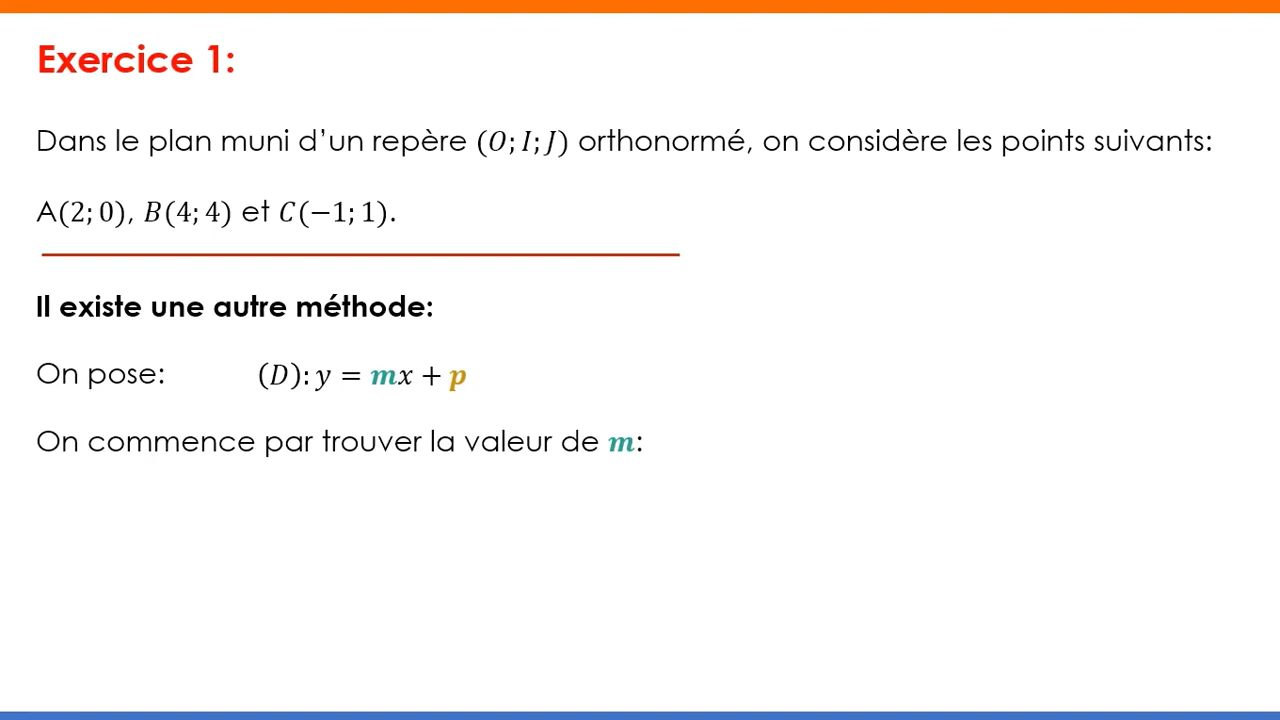 Exercice 1:
Dans le plan muni d’un repère (O; I; J) orthonormé, on considère les points suivants:
A(2; 0), B(4; 4) et C(−1; 1).
Il existe une autre méthode:
On pose: (D): y = mx + p
On commence par trouver la valeur de m: